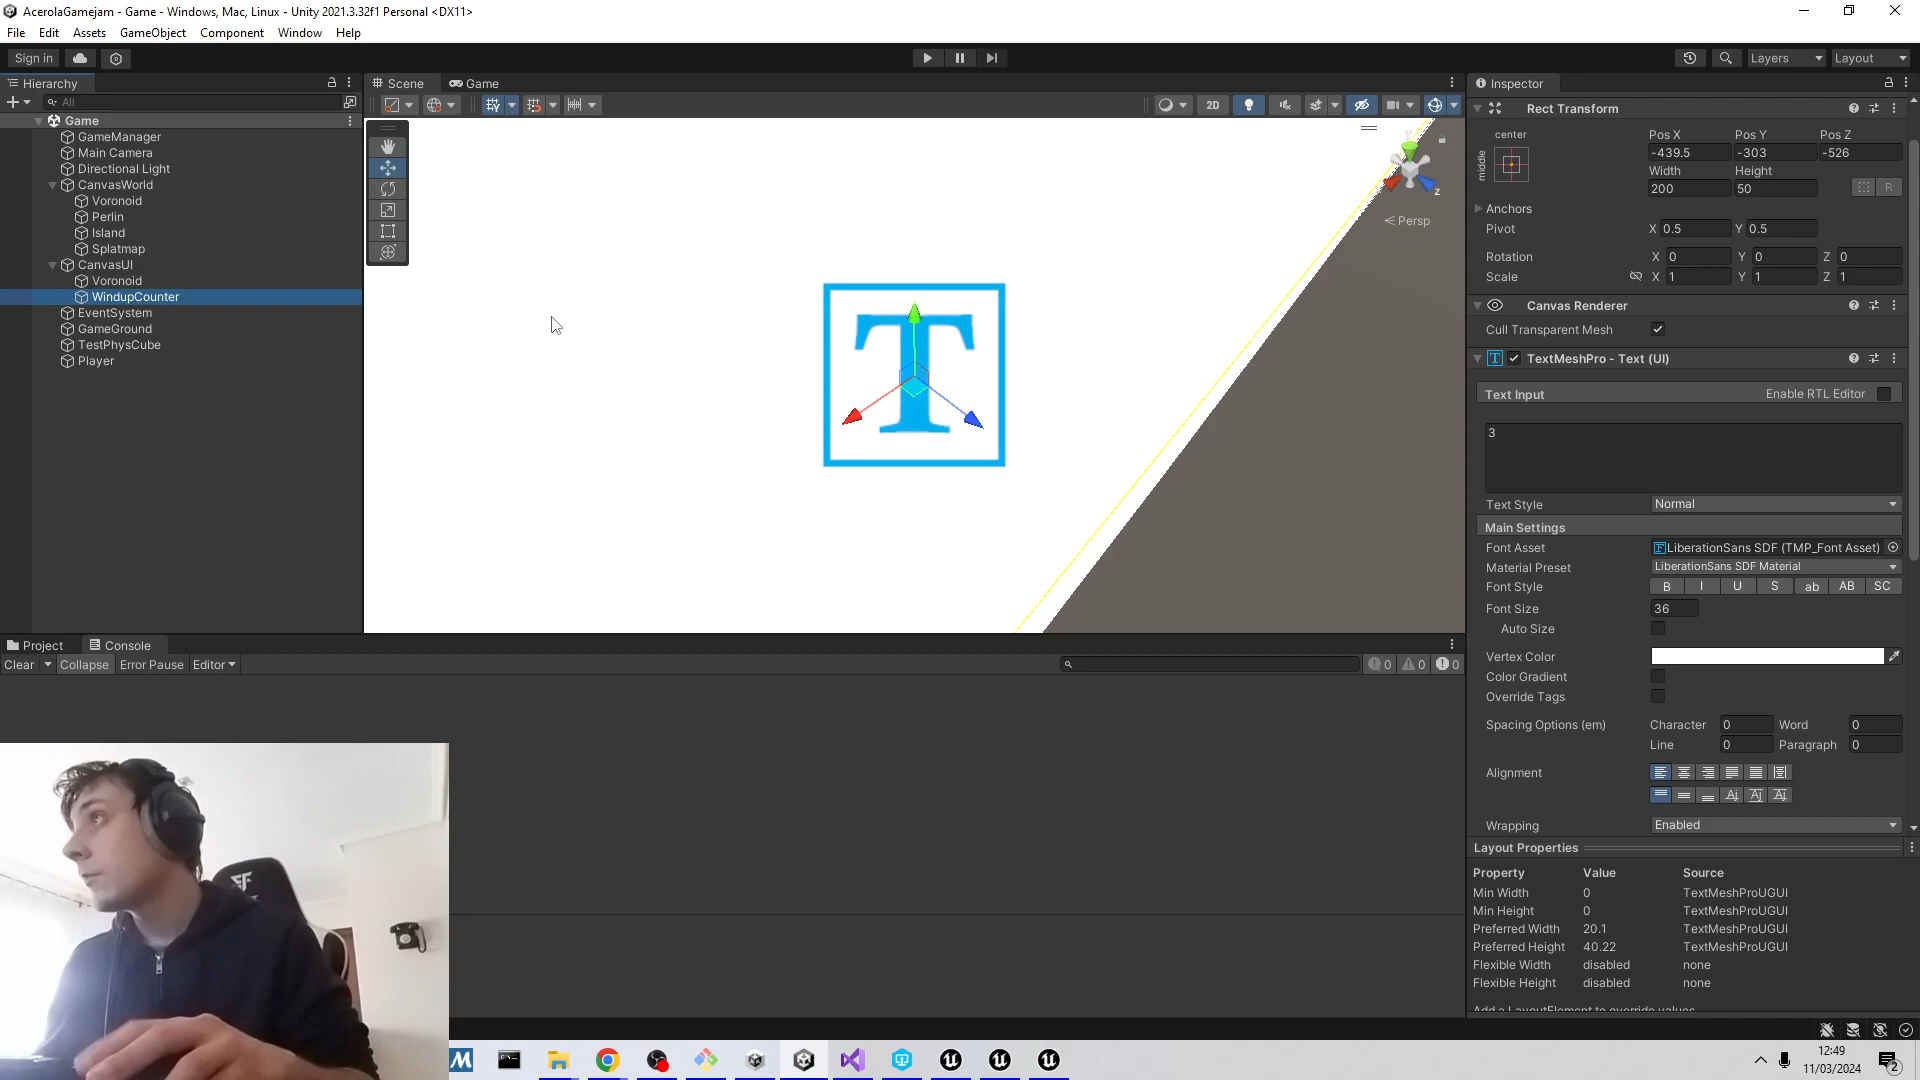 AcerolaGamejam - Game - Windows, Mac, Linux - Unity 2021.3.32f1 Personal <DX11>
File Edit Assets GameObject Component Window Help
Sign in
Layers
Layout
Hierarchy
All
Game
GameManager
Main Camera
Directional Light
CanvasWorld
Voronoid
Perlin
Island
Splatmap
CanvasUI
Voronoid
WindupCounter
EventSystem
GameGround
TestPhysCube
Player
Scene
Game
2D
T
y
z
Persp
Project
Console
Clear
Collapse
Error Pause
Editor
0
0
0
Inspector
Rect Transform
center
middle
Pos X Pos Y Pos Z
-439.5 -303 -526
Width Height
200 50
R
Anchors
Pivot X 0.5 Y 0.5
Rotation X 0 Y 0 Z 0
Scale X 1 Y 1 Z 1
Canvas Renderer
Cull Transparent Mesh
TextMeshPro - Text (UI)
Text Input Enable RTL Editor
3
Text Style Normal
Main Settings
Font Asset LiberationSans SDF (TMP_Font Asset)
Material Preset LiberationSans SDF Material
Font Style B I U S ab AB SC
Font Size 36
Auto Size
Vertex Color
Color Gradient
Override Tags
Spacing Options (em) Character 0 Word 0
Line 0 Paragraph 0
Alignment
Wrapping Enabled
Layout Properties
Property Value Source
Min Width 0 TextMeshProUGUI
Min Height 0 TextMeshProUGUI
Preferred Width 20.1 TextMeshProUGUI
Preferred Height 40.22 TextMeshProUGUI
Flexible Width disabled none
Flexible Height disabled none
Add a LayoutElement to override values
12:49
11/03/2024
2